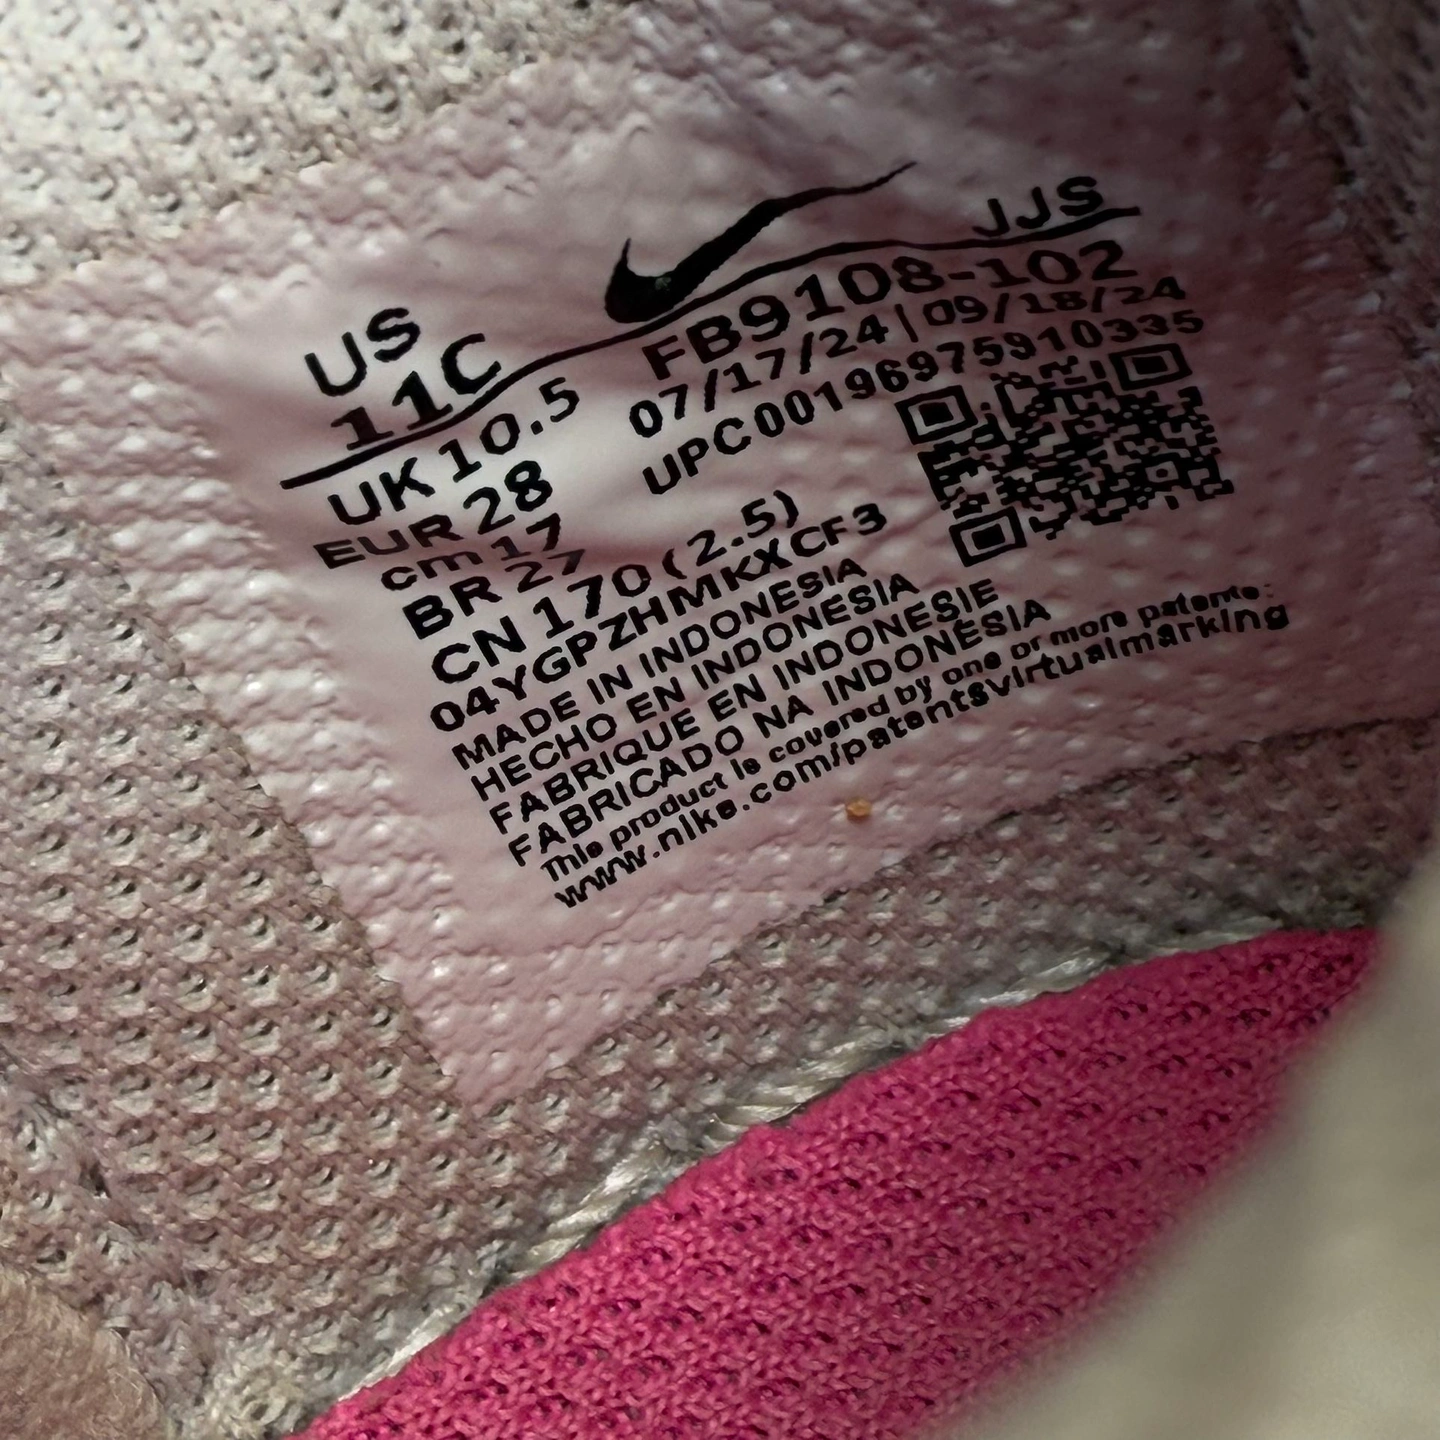 JJS
US
11C
FB9108-102
07/17/24 | 09/18/24
UPC00196975910335
UK 10.5
EUR 28
cm 17
BR 27
CN 170 (2.5)
04YGPZHMKXCF3
MADE IN INDONESIA
HECHO EN INDONESIA
FABRIQUE EN INDONESIE
FABRICADO NA INDONÉSIA
This product is covered by one or more patents:
www.nike.com/patentsvirtualmarking